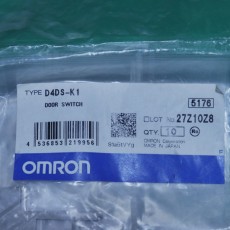 TYPE D4DS-K1
DOOR SWITCH
5176
LOT No. 27Z10Z8
QTY. 10
4 536853 219956
OMRON Corporation
MADE IN JAPAN
OMRON